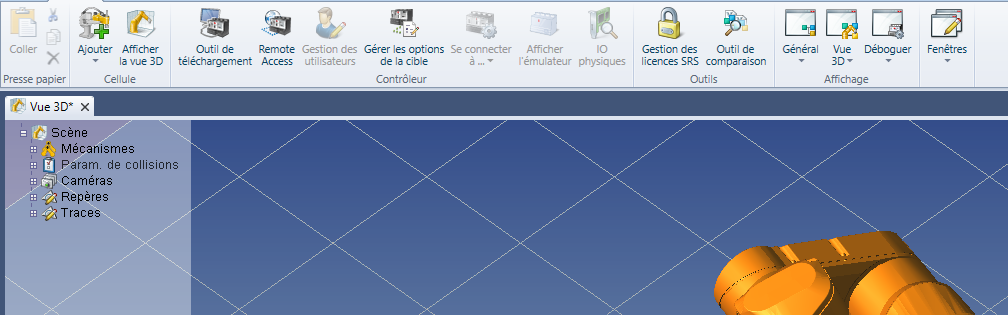 Coller
Ajouter
Afficher
la vue 3D
Outil de
téléchargement
Remote
Access
Gestion des
utilisateurs
Gérer les options
de la cible
Se connecter
à ...
Afficher
l'émulateur
IO
physiques
Gestion des
licences SRS
Outil de
comparaison
Général
Vue
3D
Déboguer
Fenêtres
Presse papier
Cellule
Contrôleur
Outils
Affichage
Vue 3D*
Scène
Mécanismes
Param. de collisions
Caméras
Repères
Traces